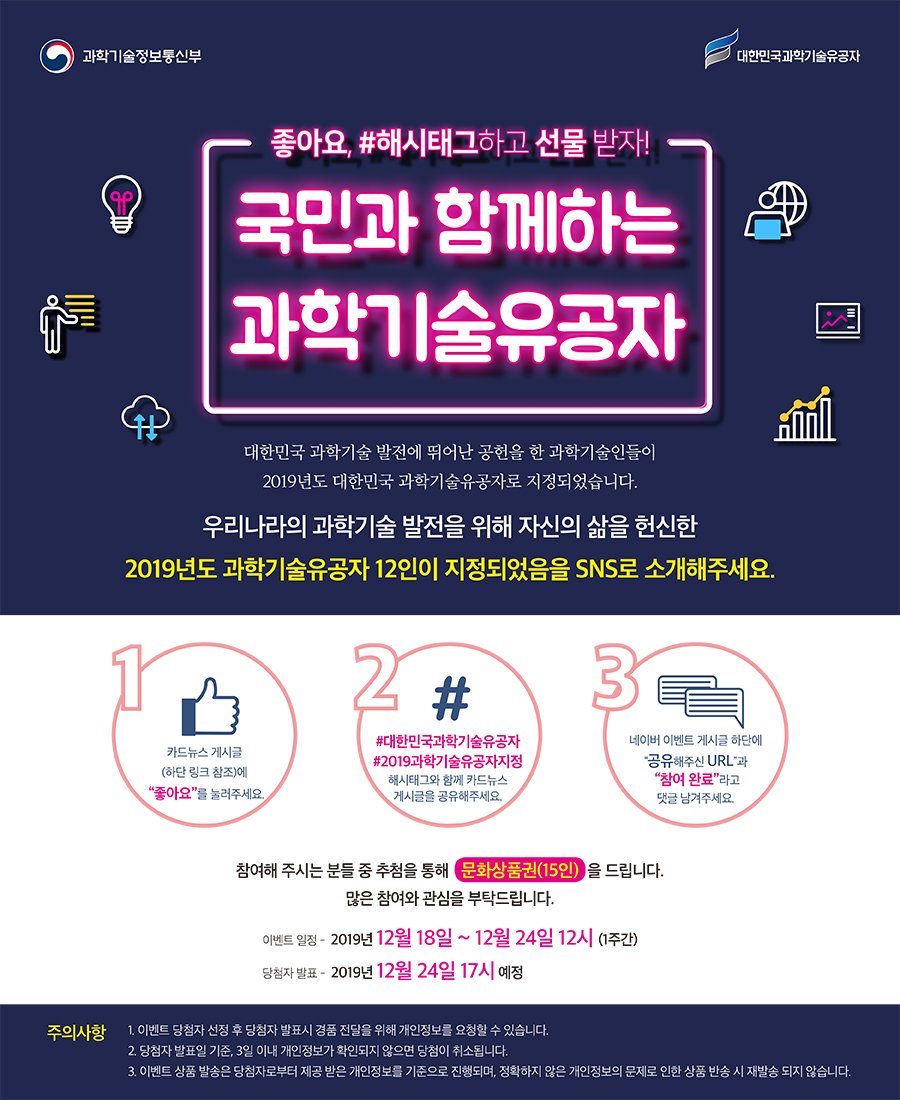 과학기술정보통신부
대한민국과학기술유공자
좋아요, #해시태그하고 선물 받자!
국민과 함께하는
과학기술유공자
대한민국 과학기술 발전에 뛰어난 공헌을 한 과학기술인들이
2019년도 대한민국 과학기술유공자로 지정되었습니다.
우리나라의 과학기술 발전을 위해 자신의 삶을 헌신한
2019년도 과학기술유공자 12인이 지정되었음을 SNS로 소개해주세요.
1
카드뉴스 게시글
(하단 링크 참조)에
"좋아요"를 눌러주세요.
2
#
#대한민국과학기술유공자
#2019과학기술유공자지정
해시태그와 함께 카드뉴스
게시글을 공유해주세요.
3
네이버 이벤트 게시글 하단에
"공유해주신 URL"과
"참여 완료"라고
댓글 남겨주세요.
참여해 주시는 분들 중 추첨을 통해 문화상품권(15인) 을 드립니다.
많은 참여와 관심을 부탁드립니다.
이벤트 일정 - 2019년 12월 18일 ~ 12월 24일 12시 (1주간)
당첨자 발표 - 2019년 12월 24일 17시 예정
주의사항
1. 이벤트 당첨자 선정 후 당첨자 발표시 경품 전달을 위해 개인정보를 요청할 수 있습니다.
2. 당첨자 발표일 기준, 3일 이내 개인정보가 확인되지 않으면 당첨이 취소됩니다.
3. 이벤트 상품 발송은 당첨자로부터 제공 받은 개인정보를 기준으로 진행되며, 정확하지 않은 개인정보의 문제로 인한 상품 반송 시 재발송 되지 않습니다.